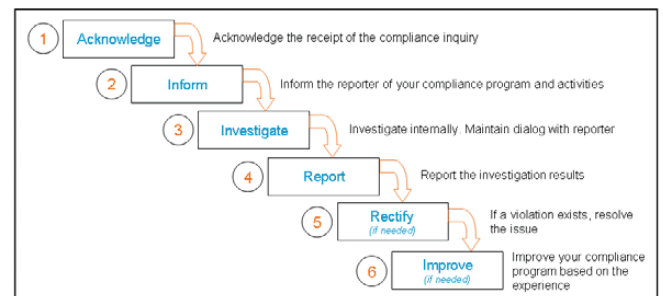 1 Acknowledge Acknowledge the receipt of the compliance inquiry
2 Inform Inform the reporter of your compliance program and activities
3 Investigate Investigate internally. Maintain dialog with reporter
4 Report Report the investigation results
5 Rectify If a violation exists, resolve
(if needed) the issue
6 Improve Improve your compliance
(if needed) program based on the
experience